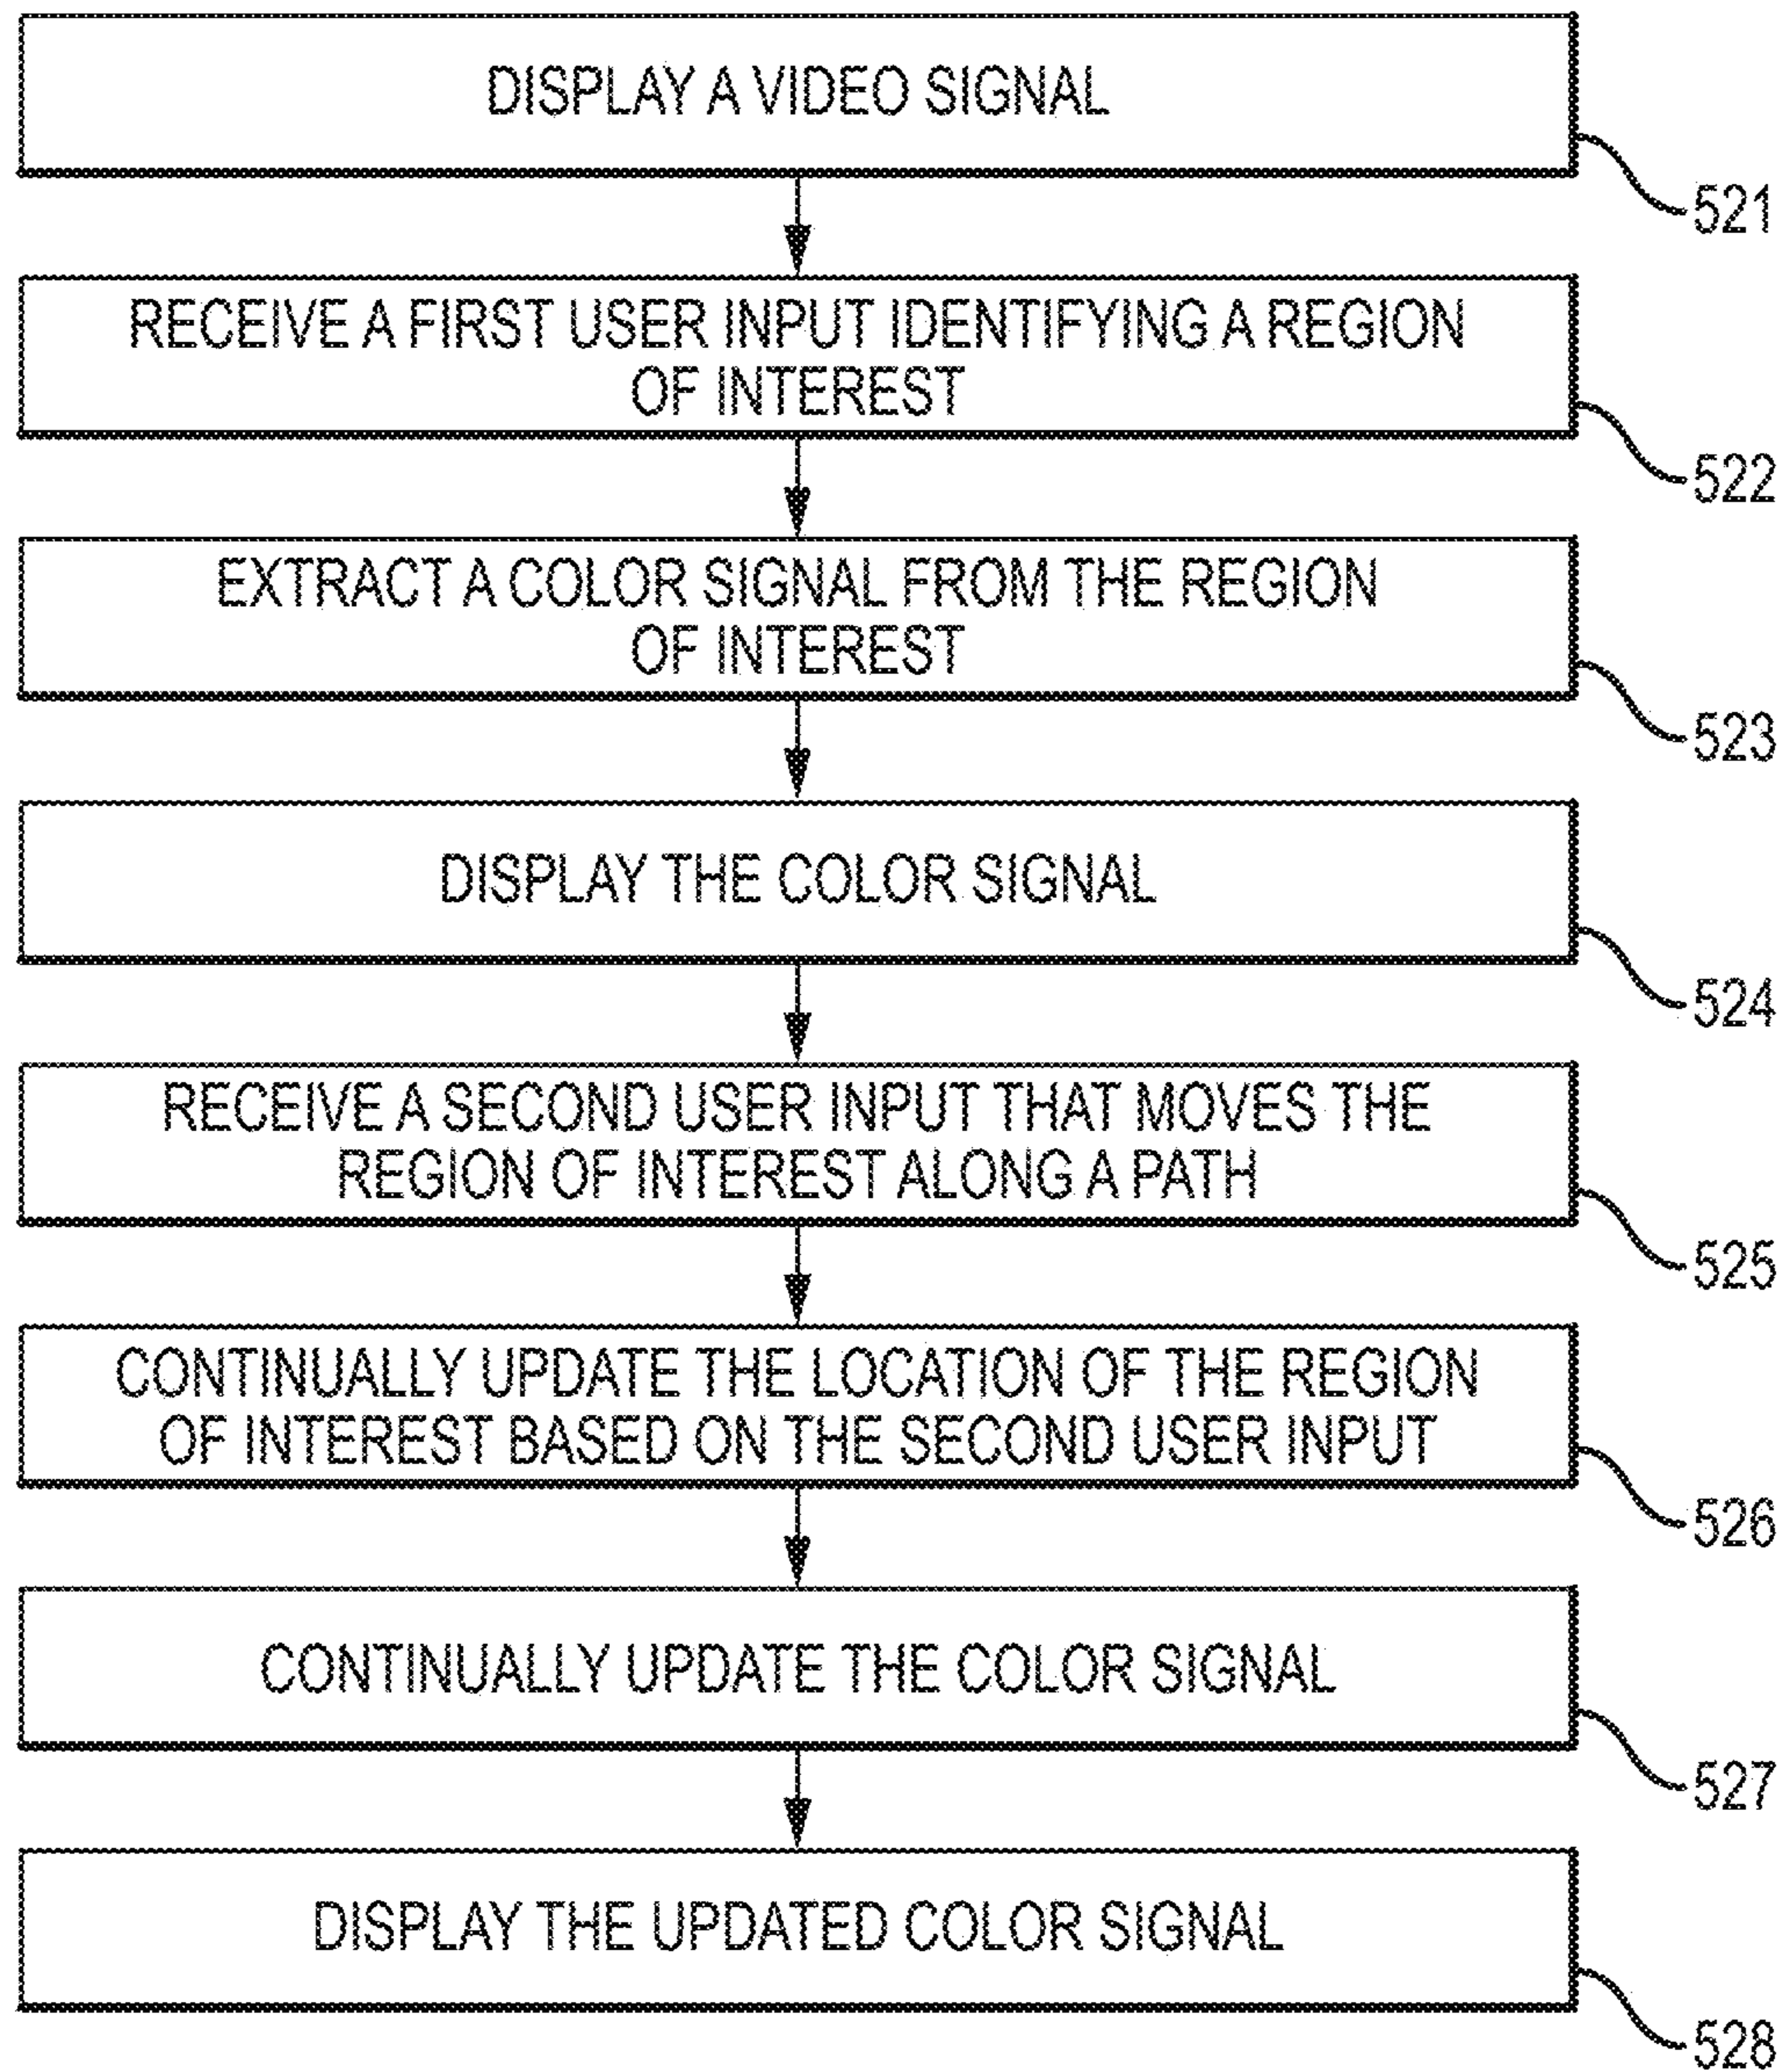 DISPLAY A VIDEO SIGNAL
521
RECEIVE A FIRST USER INPUT IDENTIFYING A REGION
OF INTEREST
522
EXTRACT A COLOR SIGNAL FROM THE REGION
OF INTEREST
523
DISPLAY THE COLOR SIGNAL
524
RECEIVE A SECOND USER INPUT THAT MOVES THE
REGION OF INTEREST ALONG A PATH
525
CONTINUALLY UPDATE THE LOCATION OF THE REGION
OF INTEREST BASED ON THE SECOND USER INPUT
526
CONTINUALLY UPDATE THE COLOR SIGNAL
527
DISPLAY THE UPDATED COLOR SIGNAL
528